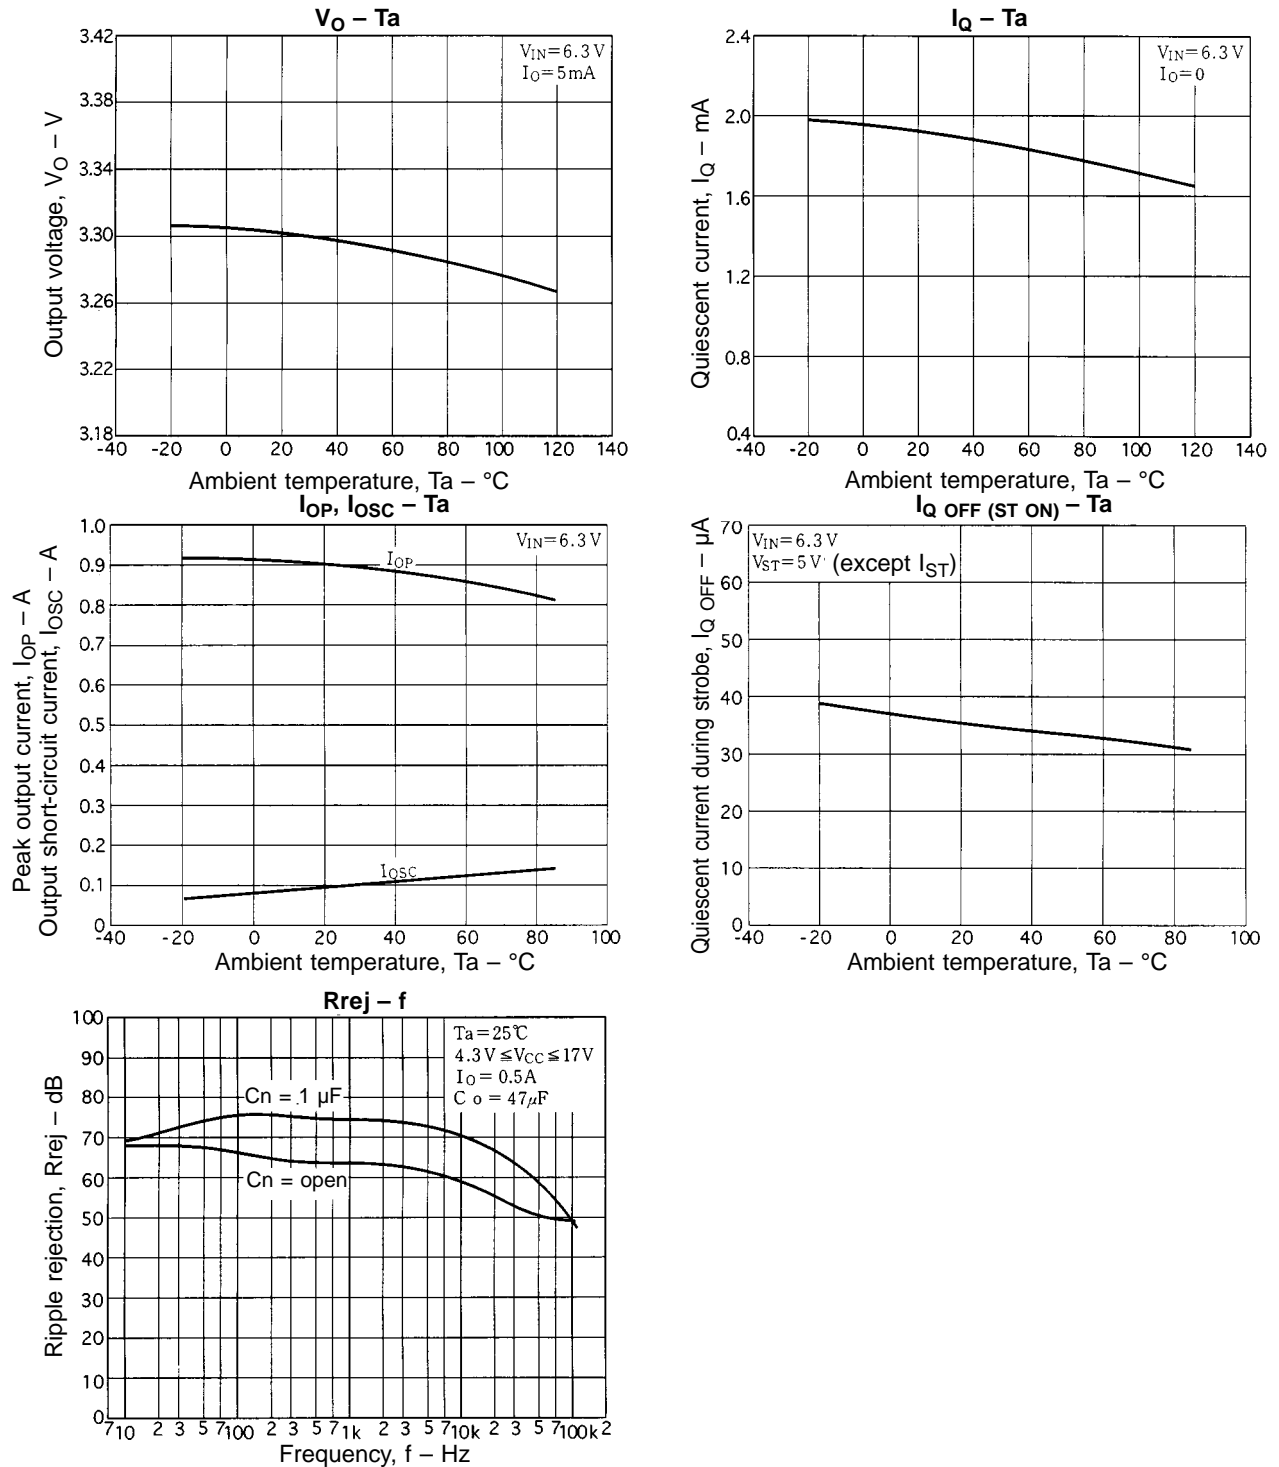 VO – Ta
3.42
3.38
3.34
3.30
3.26
3.22
3.18
Output voltage, VO – V
VIN=6.3V
IO=5mA
-40 -20 0 20 40 60 80 100 120 140
Ambient temperature, Ta – °C
IQ – Ta
2.4
2.0
1.6
1.2
0.8
0.4
Quiescent current, IQ – mA
VIN=6.3V
IO=0
-40 -20 0 20 40 60 80 100 120 140
Ambient temperature, Ta – °C
IOP, IOSC – Ta
1.0
0.9
0.8
0.7
0.6
0.5
0.4
0.3
0.2
0.1
0
Peak output current, IOP – A
Output short-circuit current, IOSC – A
VIN=6.3V
IOP
IOSC
-40 -20 0 20 40 60 80 100
Ambient temperature, Ta – °C
IQ OFF (ST ON) – Ta
70
60
50
40
30
20
10
0
Quiescent current during strobe, IQ OFF – µA
VIN=6.3V
VST=5V (except IST)
-40 -20 0 20 40 60 80 100
Ambient temperature, Ta – °C
Rrej – f
100
90
80
70
60
50
40
30
20
10
0
Ripple rejection, Rrej – dB
Ta=25℃
4.3V≦VCC≦17V
IO=0.5A
Co=47µF
Cn = .1 µF
Cn = open
7 10 2 3 5 7 100 2 3 5 7 1k 2 3 5 7 10k 2 3 5 7 100k 2
Frequency, f – Hz